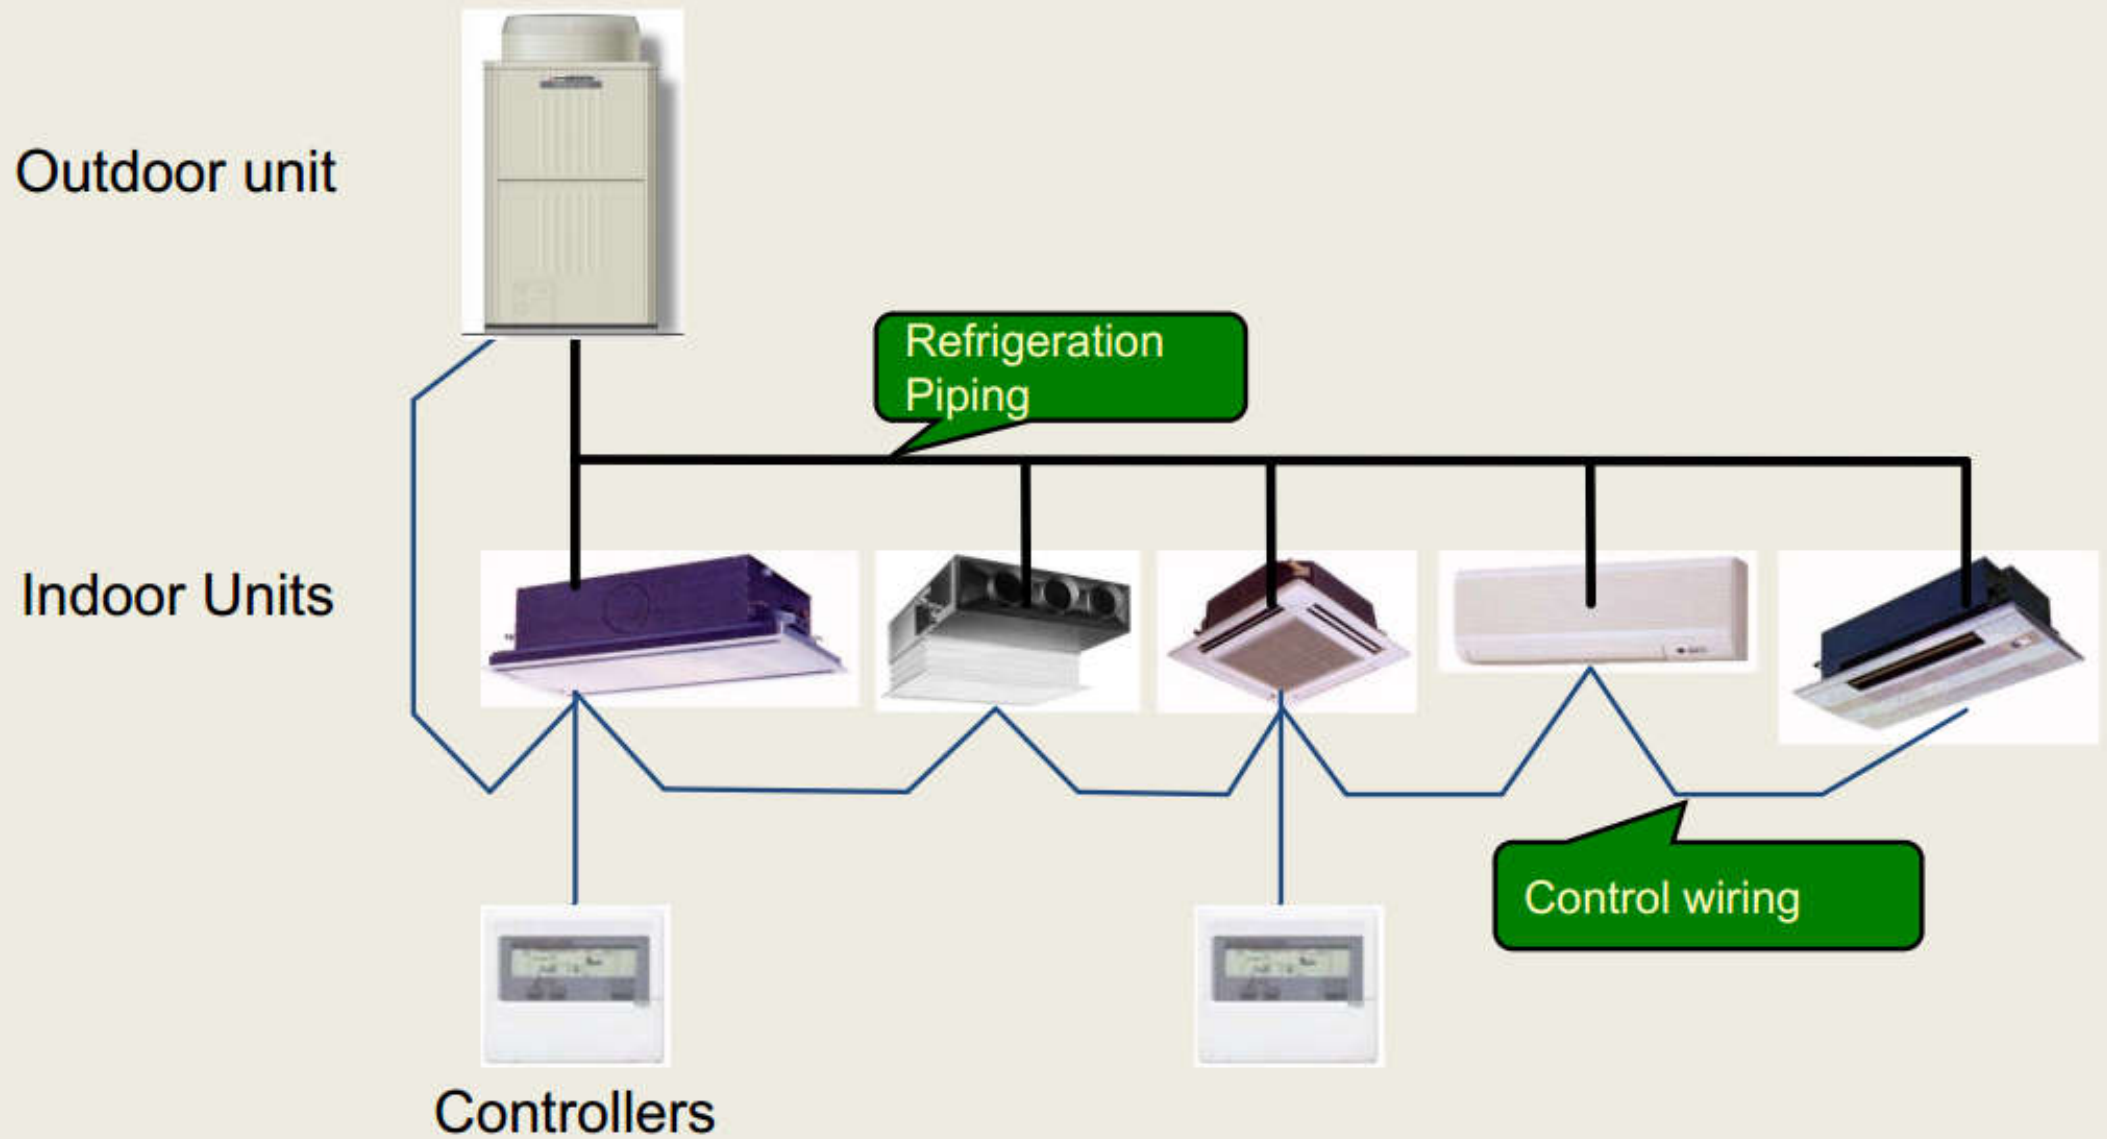 Outdoor unit
Refrigeration
Piping
Indoor Units
Control wiring
Controllers